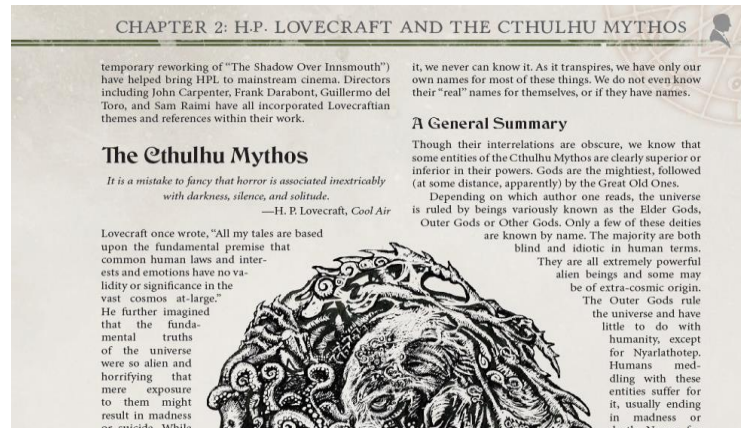 CHAPTER 2: H.P. LOVECRAFT AND THE CTHULHU MYTHOS
temporary reworking of “The Shadow Over Innsmouth”)
have helped bring HPL to mainstream cinema. Directors
including John Carpenter, Frank Darabont, Guillermo del
Toro, and Sam Raimi have all incorporated Lovecraftian
themes and references within their work.
The Cthulhu Mythos
It is a mistake to fancy that horror is associated inextricably
with darkness, silence, and solitude.
—H. P. Lovecraft, Cool Air
Lovecraft once wrote, “All my tales are based
upon the fundamental premise that
common human laws and inter-
ests and emotions have no va-
lidity or significance in the
vast cosmos at-large.”
He further imagined
that the funda-
mental truths
of the universe
were so alien and
horrifying that
mere exposure
to them might
result in madness
or suicide. While
it, we never can know it. As it transpires, we have only our
own names for most of these things. We do not even know
their “real” names for themselves, or if they have names.
A General Summary
Though their interrelations are obscure, we know that
some entities of the Cthulhu Mythos are clearly superior or
inferior in their powers. Gods are the mightiest, followed
(at some distance, apparently) by the Great Old Ones.
Depending on which author one reads, the universe
is ruled by beings variously known as the Elder Gods,
Outer Gods or Other Gods. Only a few of these deities
are known by name. The majority are both
blind and idiotic in human terms.
They are all extremely powerful
alien beings and some may
be of extra-cosmic origin.
The Outer Gods rule
the universe and have
little to do with
humanity, except
for Nyarlathotep.
Humans med-
dling with these
entities suffer for
it, usually ending
in madness or